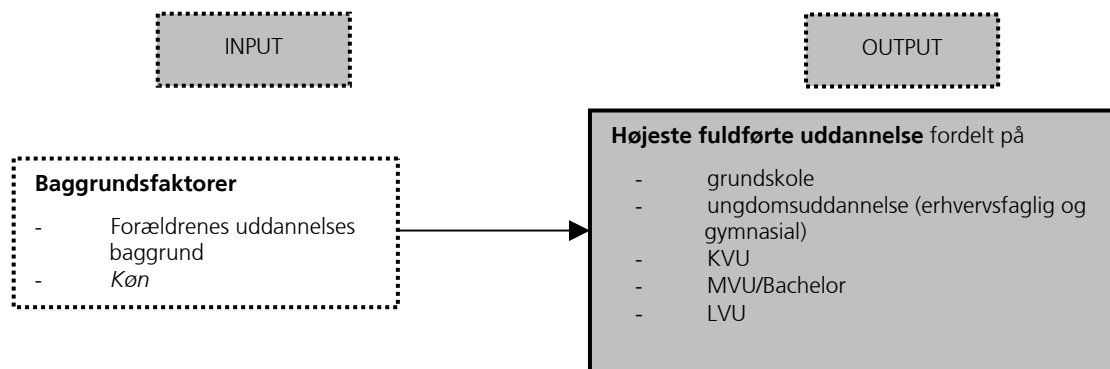 INPUT
OUTPUT
Baggrundsfaktorer
- Forældrenes uddannelses
baggrund
- Køn
Højeste fuldførte uddannelse fordelt på
- grundskole
- ungdomsuddannelse (erhvervsfaglig og
gymnasial)
- KVU
- MVU/Bachelor
- LVU